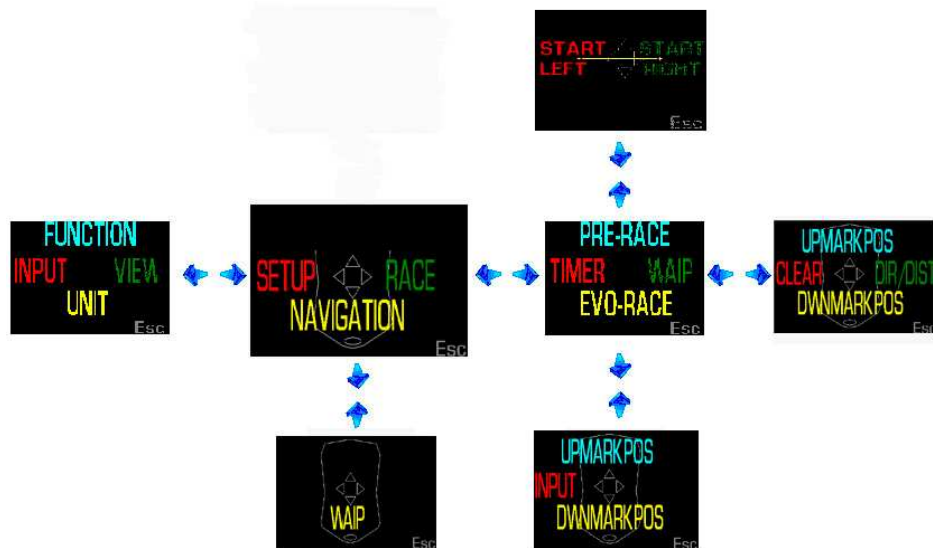 START START
LEFT RIGHT
Esc
FUNCTION
INPUT VIEW
UNIT
Esc
SETUP RACE
NAVIGATION
Esc
PRE-RACE
TIMER WAIP
EVO-RACE
UPMARKPOS
CLEAR DIR/DIST
DWNMARKPOS
Esc
WAIP
Esc
UPMARKPOS
INPUT
DWNMARKPOS
Esc